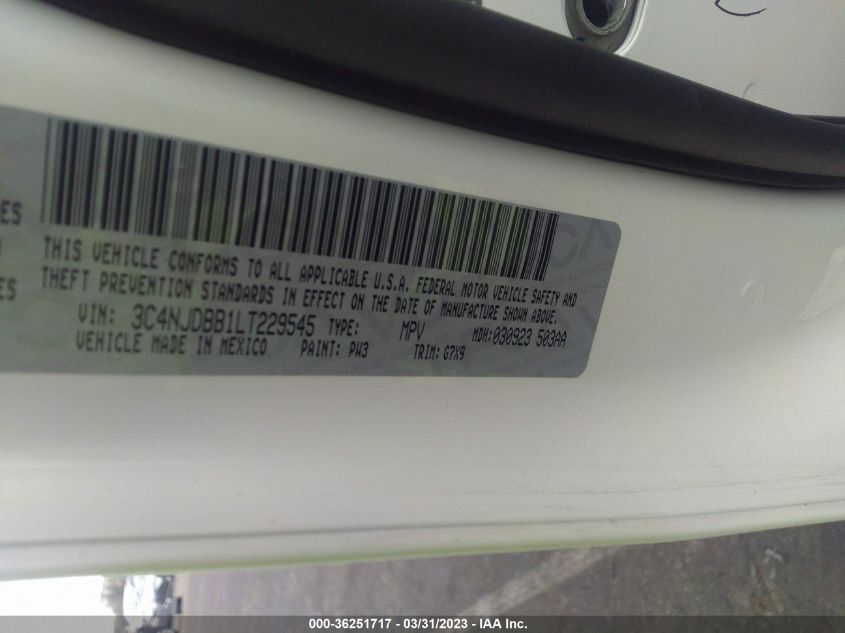 ES
ES
THIS VEHICLE CONFORMS TO ALL APPLICABLE U.S.A. FEDERAL MOTOR VEHICLE SAFETY AND
THEFT PREVENTION STANDARDS IN EFFECT ON THE DATE OF MANUFACTURE SHOWN ABOVE.
VIN: 3C4NJDBB1LT229545 TYPE: MPV MDH:030923 503AA
VEHICLE MADE IN MEXICO PAINT: PW3 TRIM: G7X9
000-36251717 - 03/31/2023 - IAA Inc.